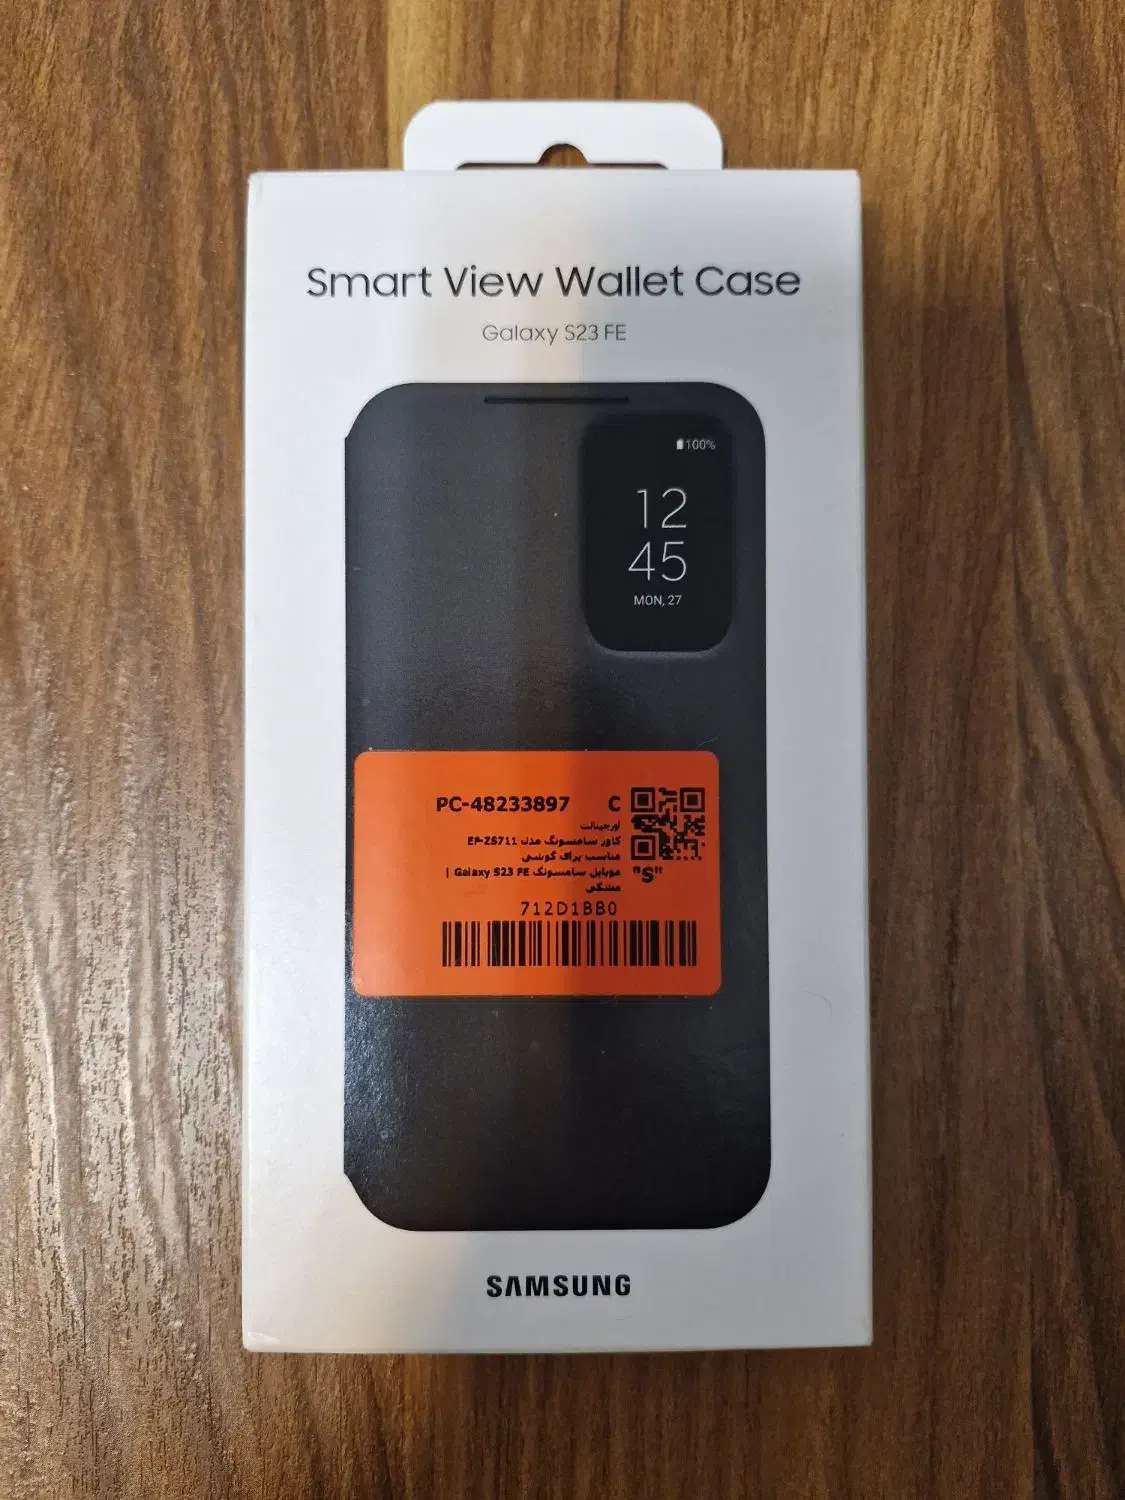 Smart View Wallet Case
Galaxy S23 FE
100%
12
45
MON, 27
PC-48233897 C
اورجینالت
کاور سامسونگ مدل EF-ZS711
مناسب برای گوشی
موبایل سامسونگ Galaxy S23 FE |
مشکی
"S"
712D1BB0
SAMSUNG